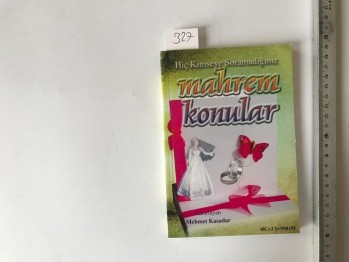 327
Hiç Kimseye Soramadığınız
mahrem
konular
Mehmet Kasadar